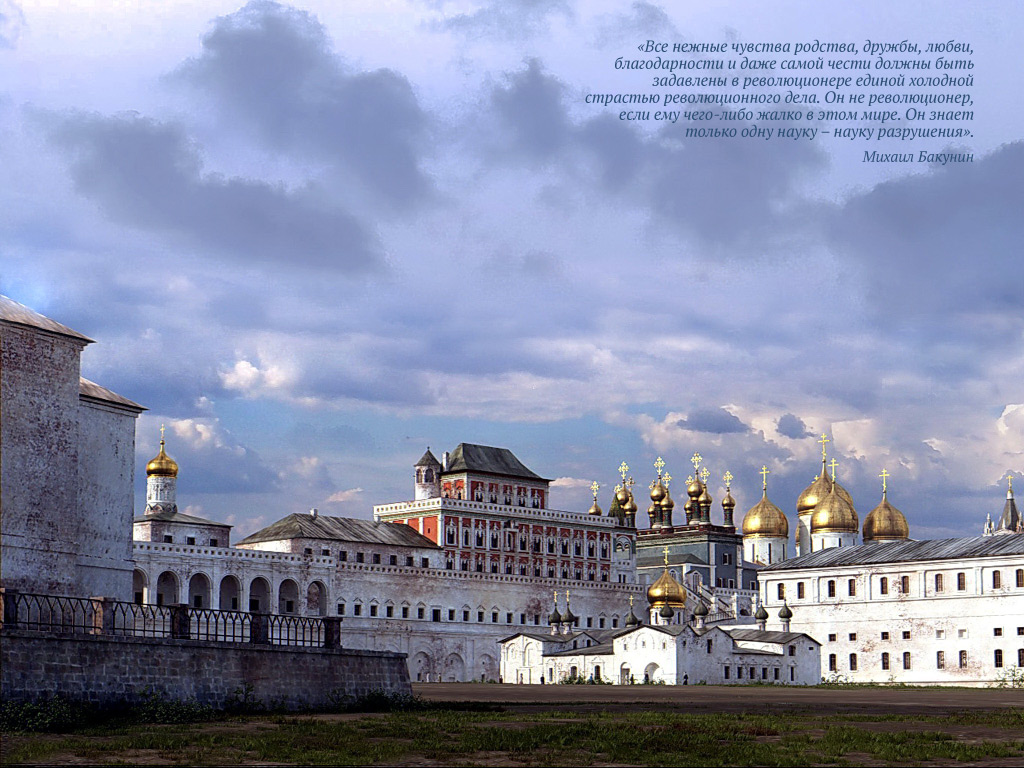 «Все нежные чувства родства, дружбы, любви,
благодарности и даже самой чести должны быть
задавлены в революционере единой холодной
страстью революционного дела. Он не революционер,
если ему чего-либо жалко в этом мире. Он знает
только одну науку – науку разрушения».
Михаил Бакунин